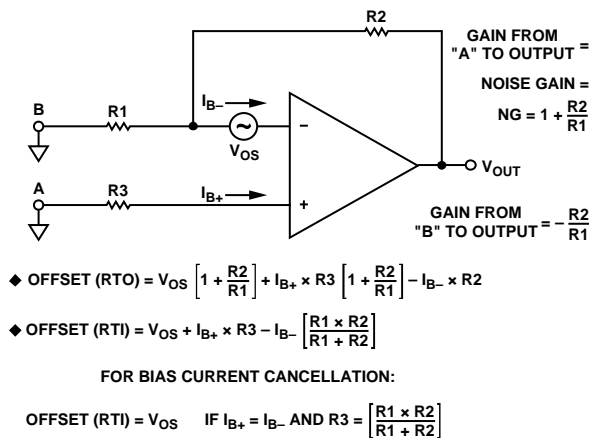 R2
GAIN FROM
"A" TO OUTPUT =
NOISE GAIN =
NG = 1 + R2/R1
B
R1
I_B–
V_OS
–
A
R3
I_B+
+
V_OUT
GAIN FROM
"B" TO OUTPUT = – R2/R1
◆ OFFSET (RTO) = V_OS [1 + R2/R1] + I_B+ × R3 [1 + R2/R1] – I_B– × R2
◆ OFFSET (RTI) = V_OS + I_B+ × R3 – I_B– [R1 × R2/R1 + R2]
FOR BIAS CURRENT CANCELLATION:
OFFSET (RTI) = V_OS IF I_B+ = I_B– AND R3 = [R1 × R2/R1 + R2]